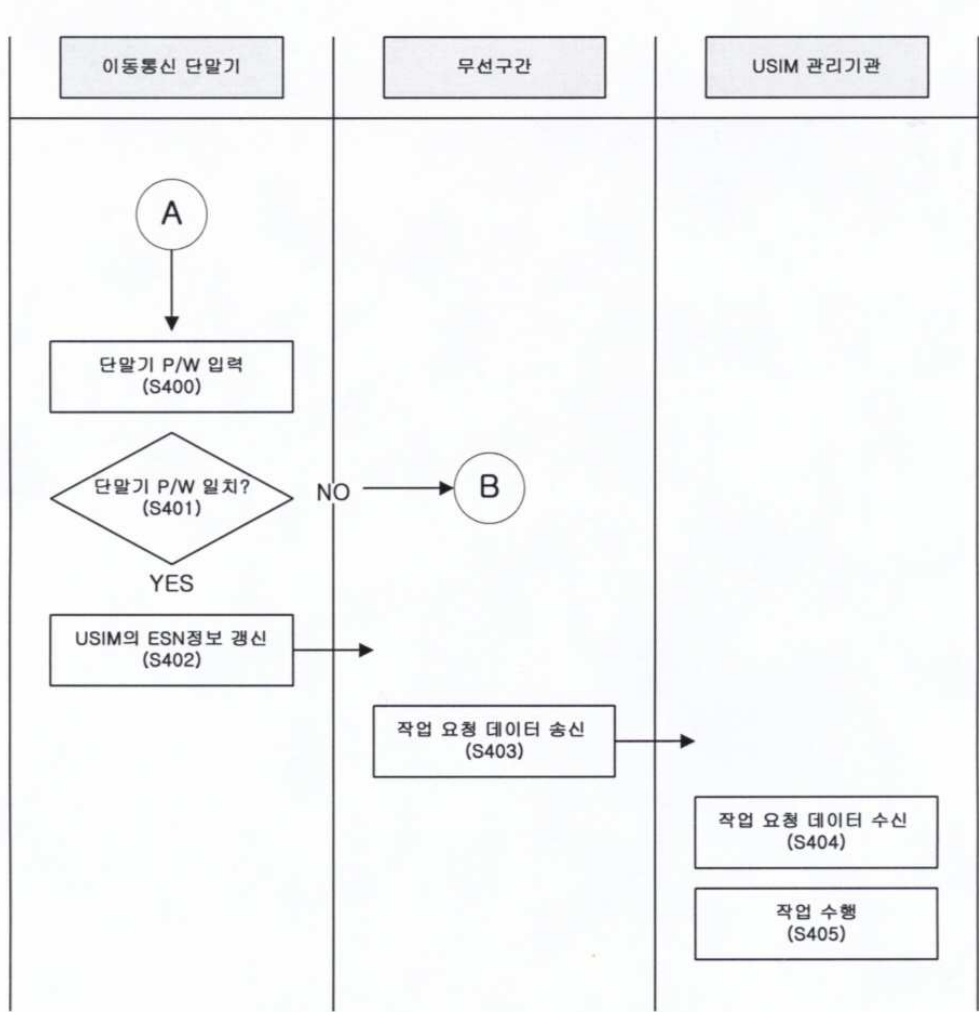 이동통신 단말기
무선구간
USIM 관리기관
A
단말기 P/W 입력
(S400)
단말기 P/W 일치?
(S401)
NO
B
YES
USIM의 ESN정보 갱신
(S402)
작업 요청 데이터 송신
(S403)
작업 요청 데이터 수신
(S404)
작업 수행
(S405)